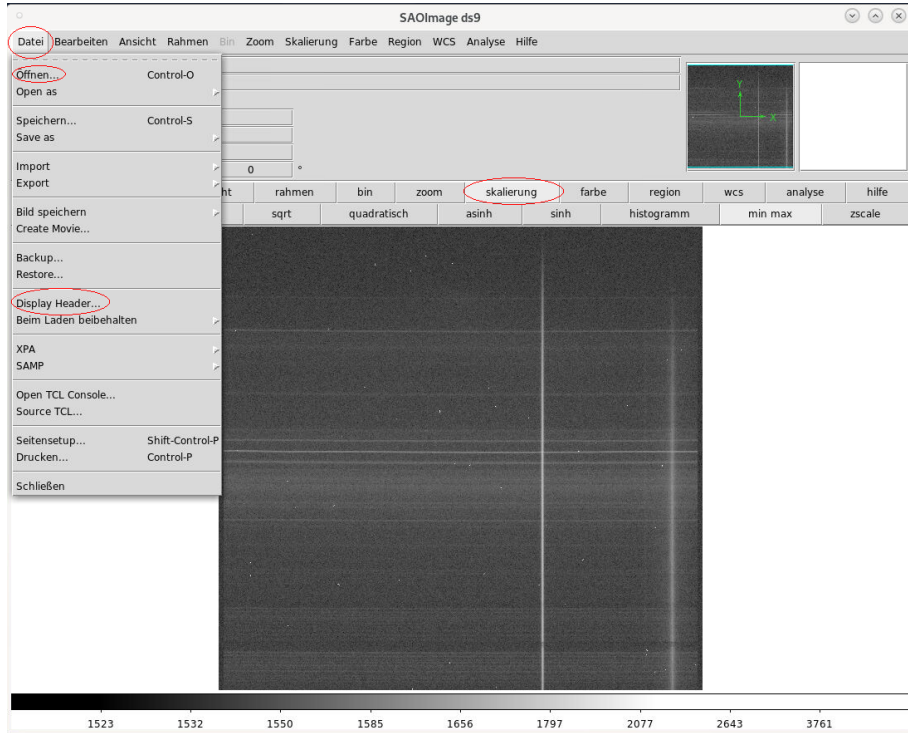 SAOImage ds9
Datei Bearbeiten Ansicht Rahmen Bin Zoom Skalierung Farbe Region WCS Analyse Hilfe
Öffnen... Control-O
Open as
Speichern... Control-S
Save as
Import
Export
Bild speichern
Create Movie...
Backup...
Restore...
Display Header...
Beim Laden beibehalten
XPA
SAMP
Open TCL Console...
Source TCL...
Seitensetup... Shift-Control-P
Drucken... Control-P
Schließen
0 °
Y
X
ht rahmen bin zoom skalierung farbe region wcs analyse hilfe
sqrt quadratisch asinh sinh histogramm min max zscale
1523 1532 1550 1585 1656 1797 2077 2643 3761